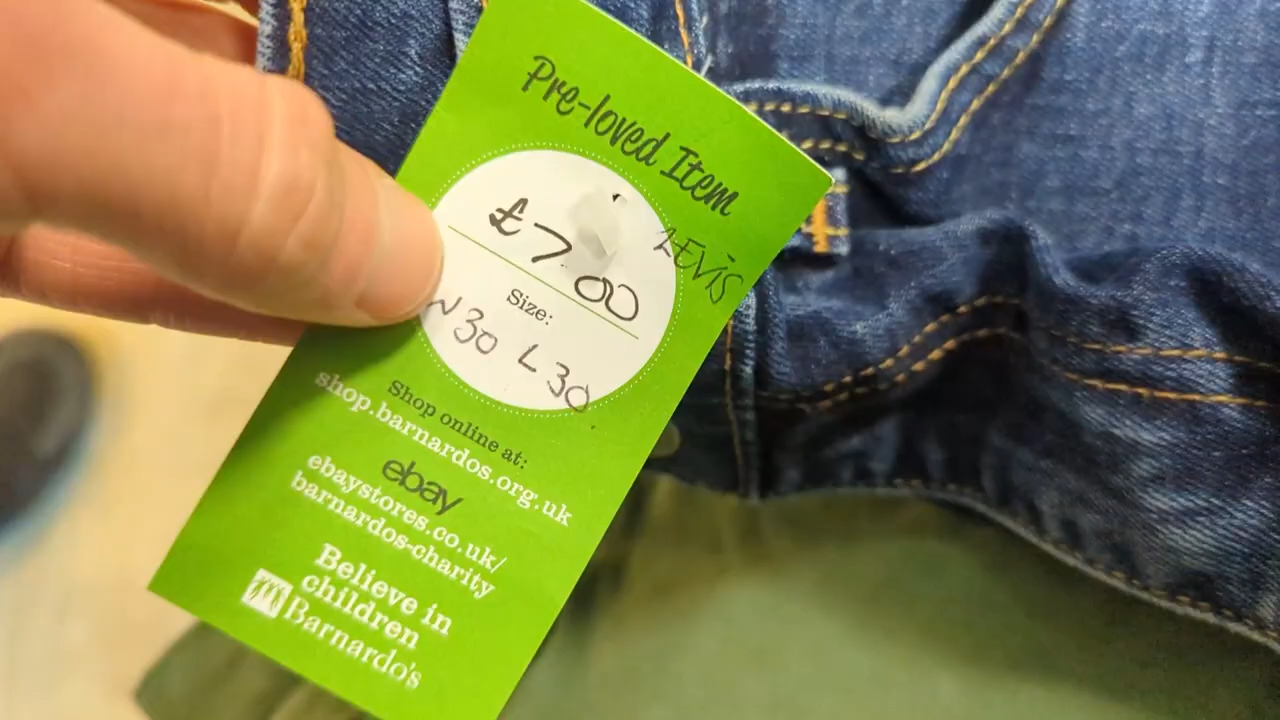 Pre-loved Item
£7.00
LEVIS
Size:
W30 L30
Shop online at:
shop.barnardos.org.uk
ebay
ebaystores.co.uk/
barnardos-charity
Believe in
children
Barnardo's